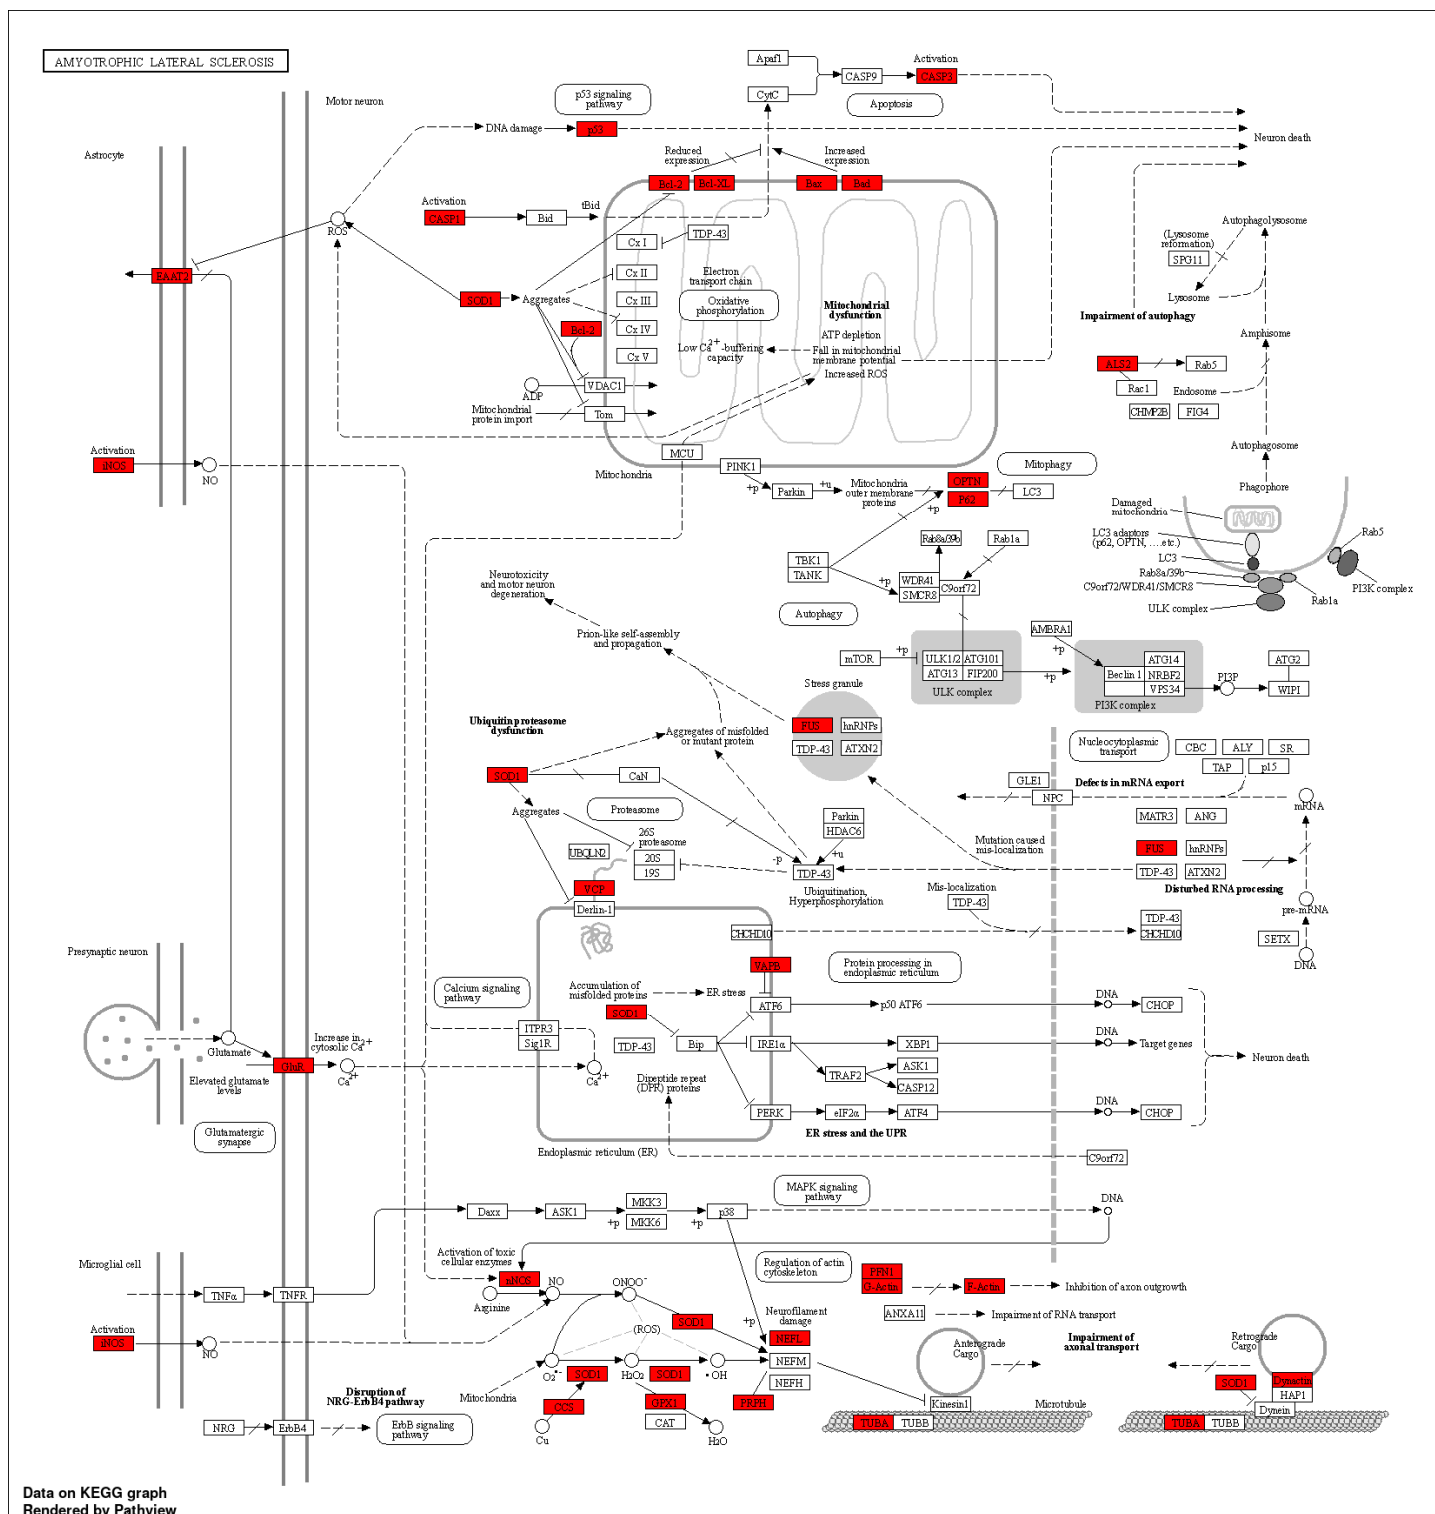 AMYOTROPHIC LATERAL SCLEROSIS
Motor neuron
Astrocyte
p53 signaling
pathway
DNA damage
p53
Apaf1
CytC
CASP9
Activation
CASP3
Apoptosis
Neuron death
Reduced
expression
Increased
expression
Bcl-2
Bcl-XL
Bax
Bad
Activation
CASP1
Bid
tBid
ROS
EAAT2
SOD1
Aggregates
Bcl-2
TDP-43
Cx I
Cx II
Cx III
Cx IV
Cx V
Electron
transport chain
Oxidative
phosphorylation
Mitochondrial
dysfunction
ATP depletion
Fall in mitochondrial
membrane potential
Increased ROS
Low Ca2+-buffering
capacity
ADP
VDAC1
Mitochondrial
protein import
Tom
MCU
Mitochondria
Autophagolysosome
(Lysosome
reformation)
SPG11
Lysosome
Impairment of autophagy
Amphisome
ALS2
Rab5
Rac1
Endosome
CHMP2B
FIG4
Autophagosome
Phagophore
Activation
iNOS
NO
PINK1
+p
Parkin
+u
Mitochondria
outer membrane
proteins
OPTN
P62
+p
LC3
Mitophagy
Damaged
mitochondria
LC3 adaptors
(p62, OPTN, ....etc.)
LC3
Rab8a/39b
C9orf72/WDR41/SMCR8
ULK complex
Rab5
PI3K complex
Rab1a
TBK1
TANK
+p
Rab8a/39b
Rab1a
WDR41
SMCR8
C9orf72
Autophagy
Neurotoxicity
and motor neuron
degeneration
Prion-like self-assembly
and propagation
mTOR
+p
ULK1/2
ATG101
ATG13
FIP200
ULK complex
+p
AMBRA1
+p
Beclin 1
ATG14
NRBF2
VPS34
PI3K complex
PI3P
ATG2
WIPI
Stress granule
FUS
hnRNPs
TDP-43
ATXN2
Ubiquitin proteasome
dysfunction
Aggregates of misfolded
or mutant protein
SOD1
CaN
Aggregates
Proteasome
26S
proteasome
UBQLN2
20S
19S
VCP
Derlin-1
-p
Parkin
HDAC6
+u
TDP-43
Ubiquitination,
Hyperphosphorylation
Nucleocytoplasmic
transport
CBC
ALY
SR
TAP
p15
GLE1
Defects in mRNA export
NPC
mRNA
MATR3
ANG
Mutation caused
mis-localization
FUS
hnRNPs
TDP-43
ATXN2
Disturbed RNA processing
pre-mRNA
SETX
DNA
Mis-localization
TDP-43
CHCHD10
TDP-43
CHCHD10
Presynaptic neuron
Glutamate
Elevated glutamate
levels
GluR
Increase in
cytosolic Ca2+
Ca2+
Glutamatergic
synapse
Calcium signaling
pathway
ITPR3
Sig1R
Ca2+
Accumulation of
misfolded proteins
ER stress
SOD1
TDP-43
Bip
VAPB
ATF6
p50 ATF6
Protein processing in
endoplasmic reticulum
DNA
CHOP
IRE1α
XBP1
DNA
Target genes
TRAF2
ASK1
CASP12
Neuron death
Dipeptide repeat
(DPR) proteins
PERK
eIF2α
ATF4
DNA
CHOP
ER stress and the UPR
Endoplasmic reticulum (ER)
C9orf72
MAPK signaling
pathway
Daxx
ASK1
+p
MKK3
MKK6
+p
p38
DNA
Microglial cell
TNFα
TNFR
Activation
iNOS
NO
Activation of toxic
cellular enzymes
nNOS
Arginine
NO
ONOO-
(ROS)
SOD1
+p
Regulation of actin
cytoskeleton
PFN1
G-Actin
F-Actin
Inhibition of axon outgrowth
ANXA11
Impairment of RNA transport
Neurofilament
damage
NEFL
NEFM
NEFH
PRPH
O2•-
SOD1
H2O2
SOD1
•OH
CCS
Cu
GPX1
CAT
H2O
Mitochondria
Disruption of
NRG-ErbB4 pathway
NRG
ErbB4
ErbB signaling
pathway
Anterograde
Cargo
Impairment of
axonal transport
Retrograde
Cargo
Kinesin1
Microtubule
TUBA
TUBB
SOD1
Dynactin
HAP1
Dynein
TUBA
TUBB
Data on KEGG graph
Rendered by Pathview